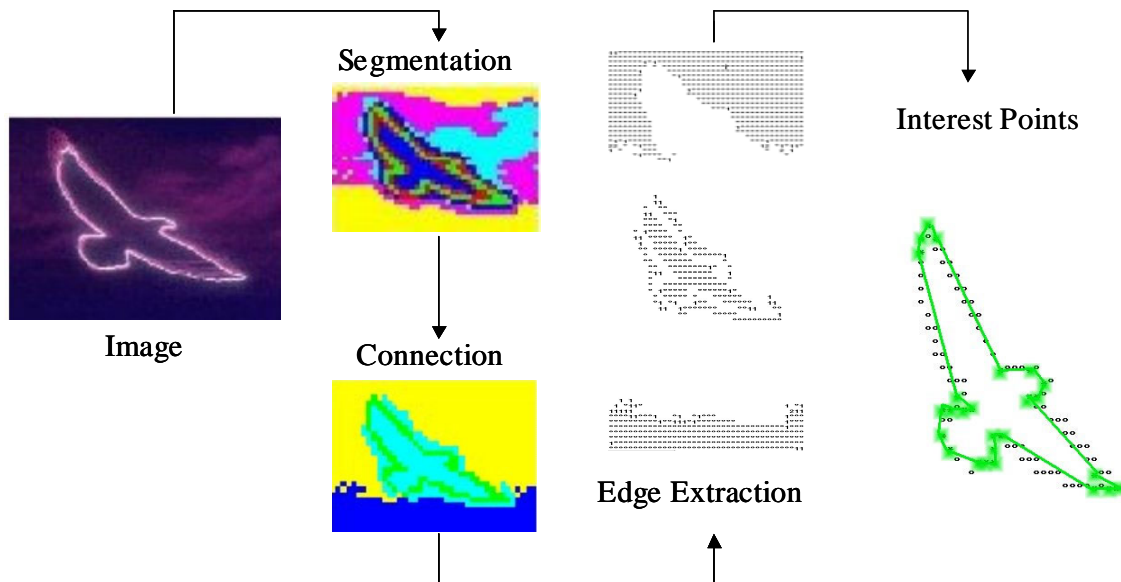 Segmentation
Image
Connection
Edge Extraction
Interest Points